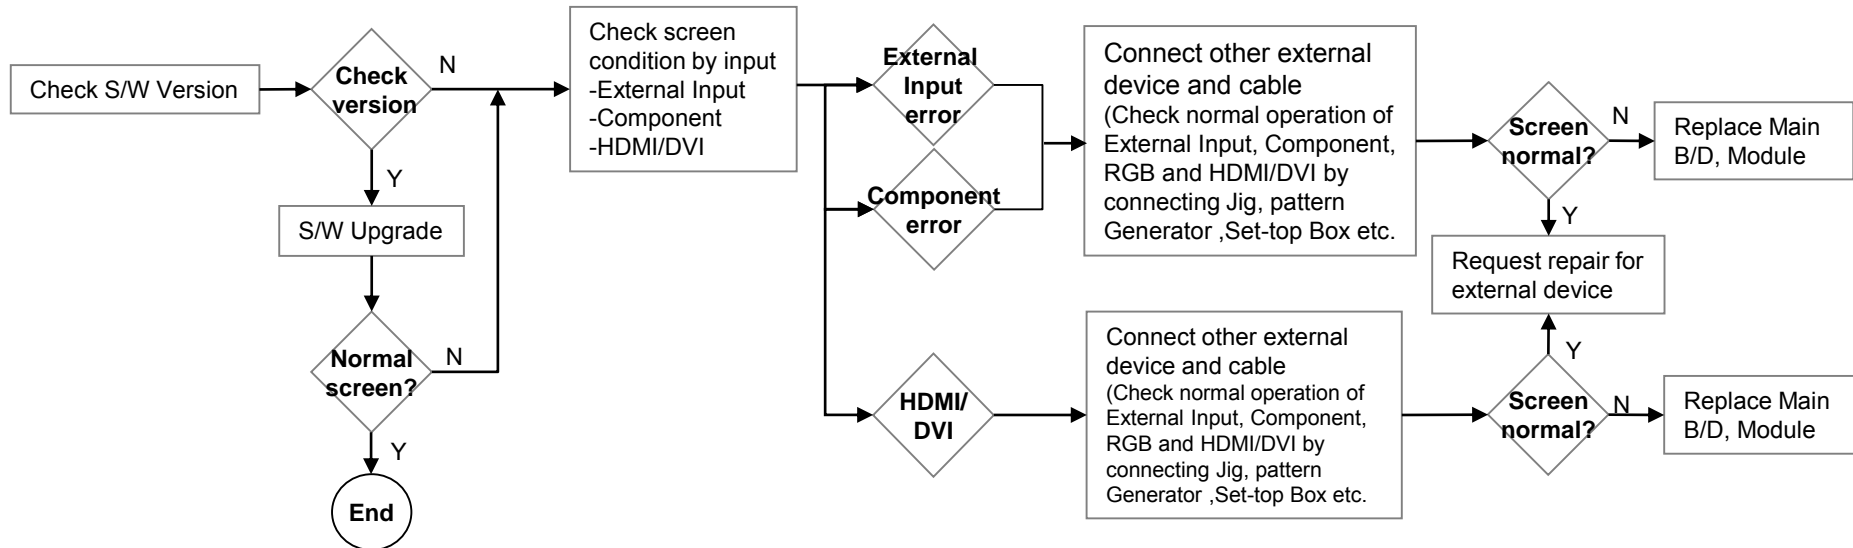 Check S/W Version
Check
version
N
Y
S/W Upgrade
Normal
screen?
N
Y
End
Check screen
condition by input
-External Input
-Component
-HDMI/DVI
External
Input
error
Component
error
HDMI/
DVI
Connect other external
device and cable
(Check normal operation of
External Input, Component,
RGB and HDMI/DVI by
connecting Jig, pattern
Generator ,Set-top Box etc.
Connect other external
device and cable
(Check normal operation of
External Input, Component,
RGB and HDMI/DVI by
connecting Jig, pattern
Generator ,Set-top Box etc.
Screen
normal?
N
Replace Main
B/D, Module
Y
Request repair for
external device
Y
Screen
normal?
N
Replace Main
B/D, Module